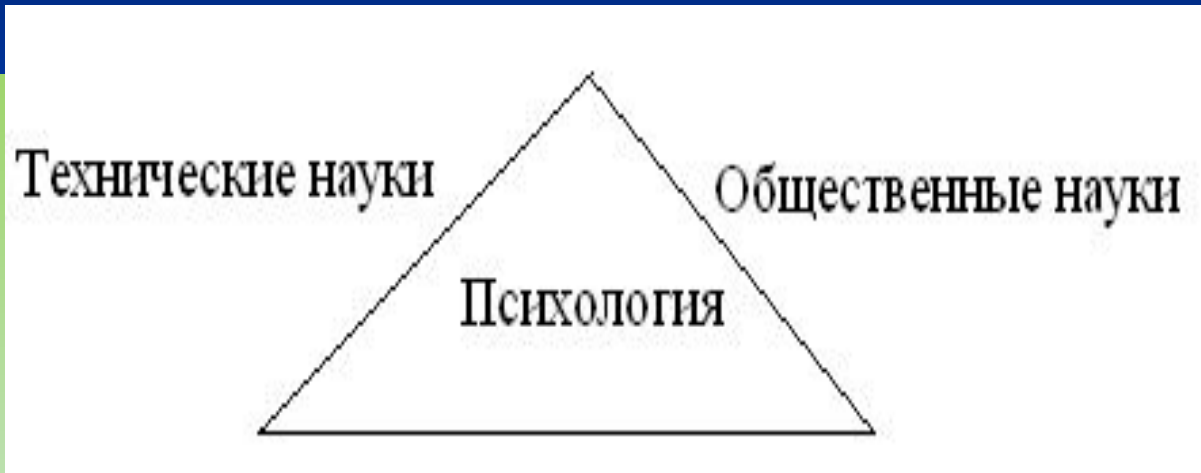 Технические науки
Общественные науки
Психология